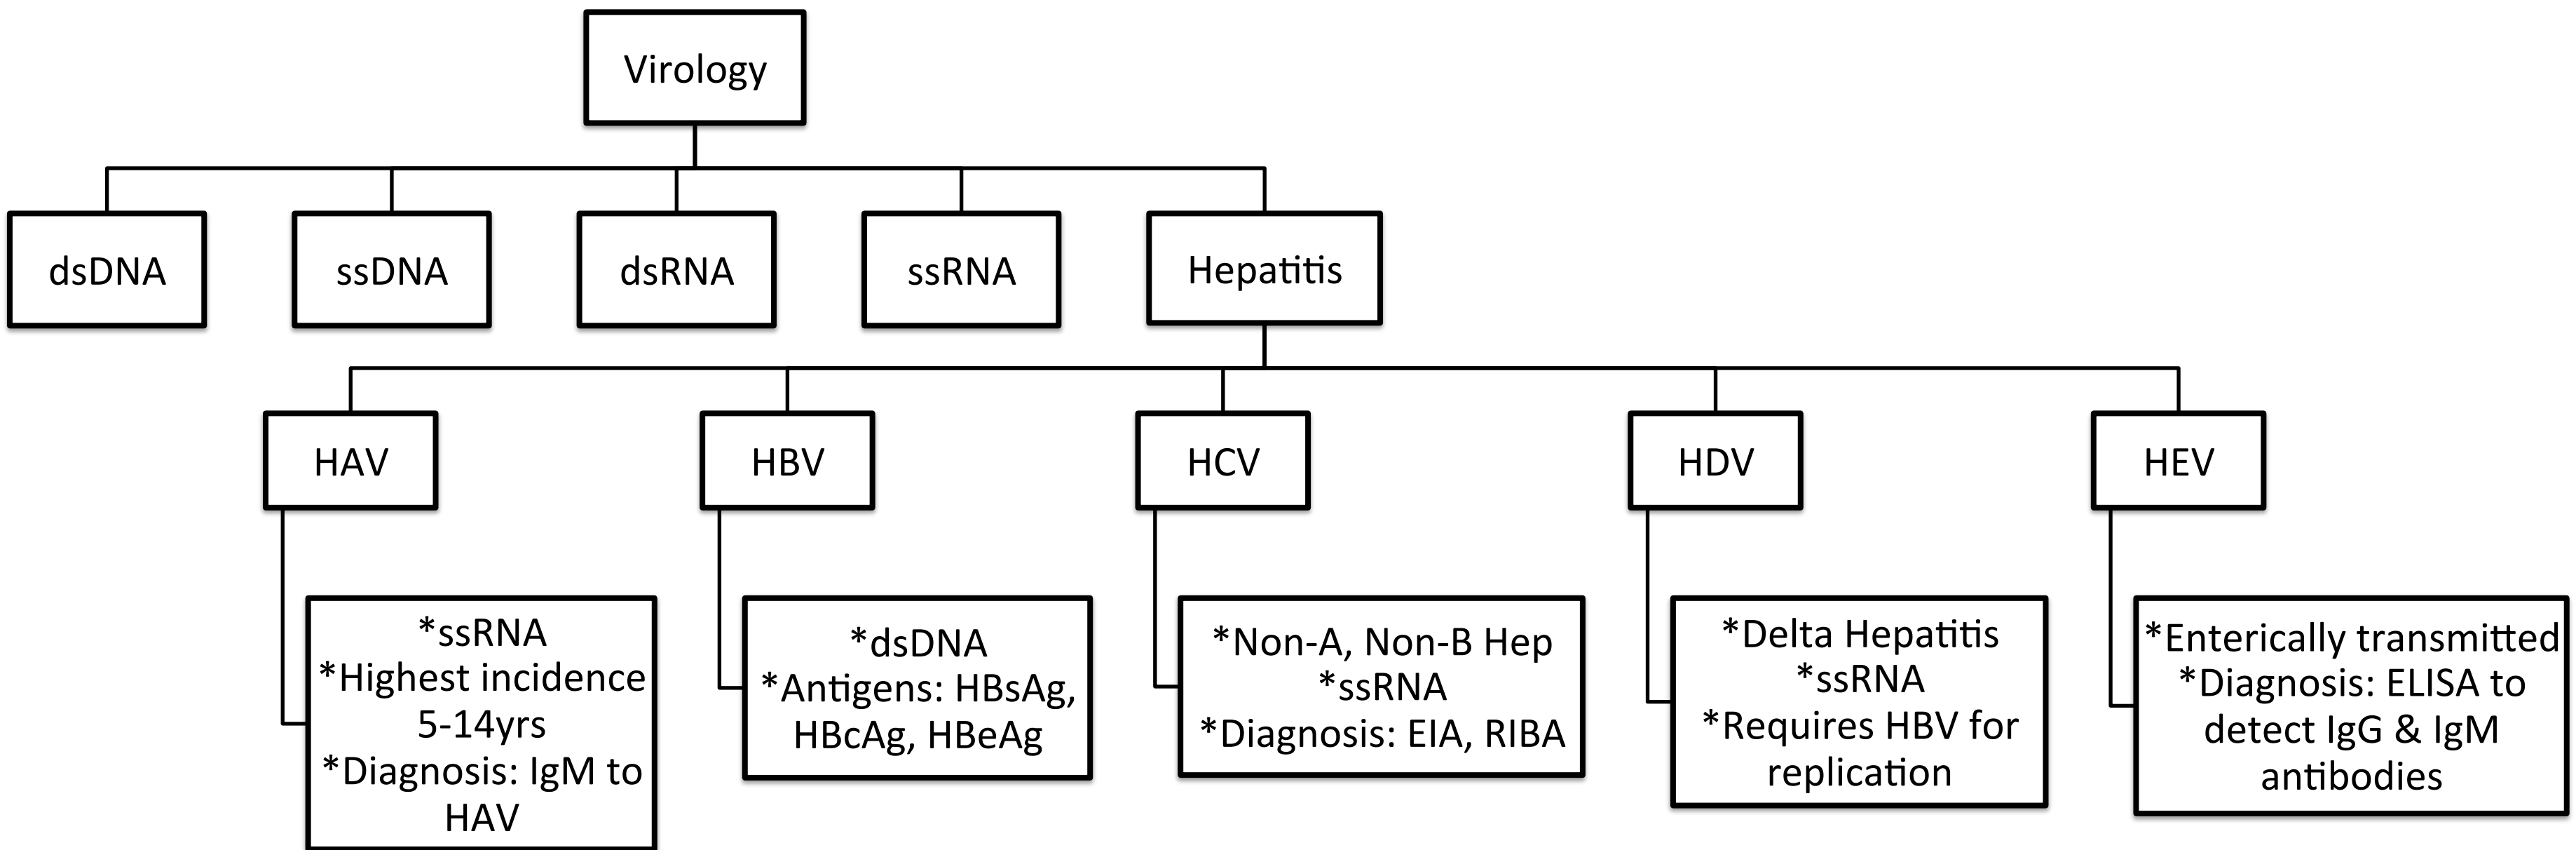 Virology
dsDNA
ssDNA
dsRNA
ssRNA
Hepatitis
HAV
HBV
HCV
HDV
HEV
*ssRNA
*Highest incidence
5-14yrs
*Diagnosis: IgM to
HAV
*dsDNA
*Antigens: HBsAg,
HBcAg, HBeAg
*Non-A, Non-B Hep
*ssRNA
*Diagnosis: EIA, RIBA
*Delta Hepatitis
*ssRNA
*Requires HBV for
replication
*Enterically transmitted
*Diagnosis: ELISA to
detect IgG & IgM
antibodies